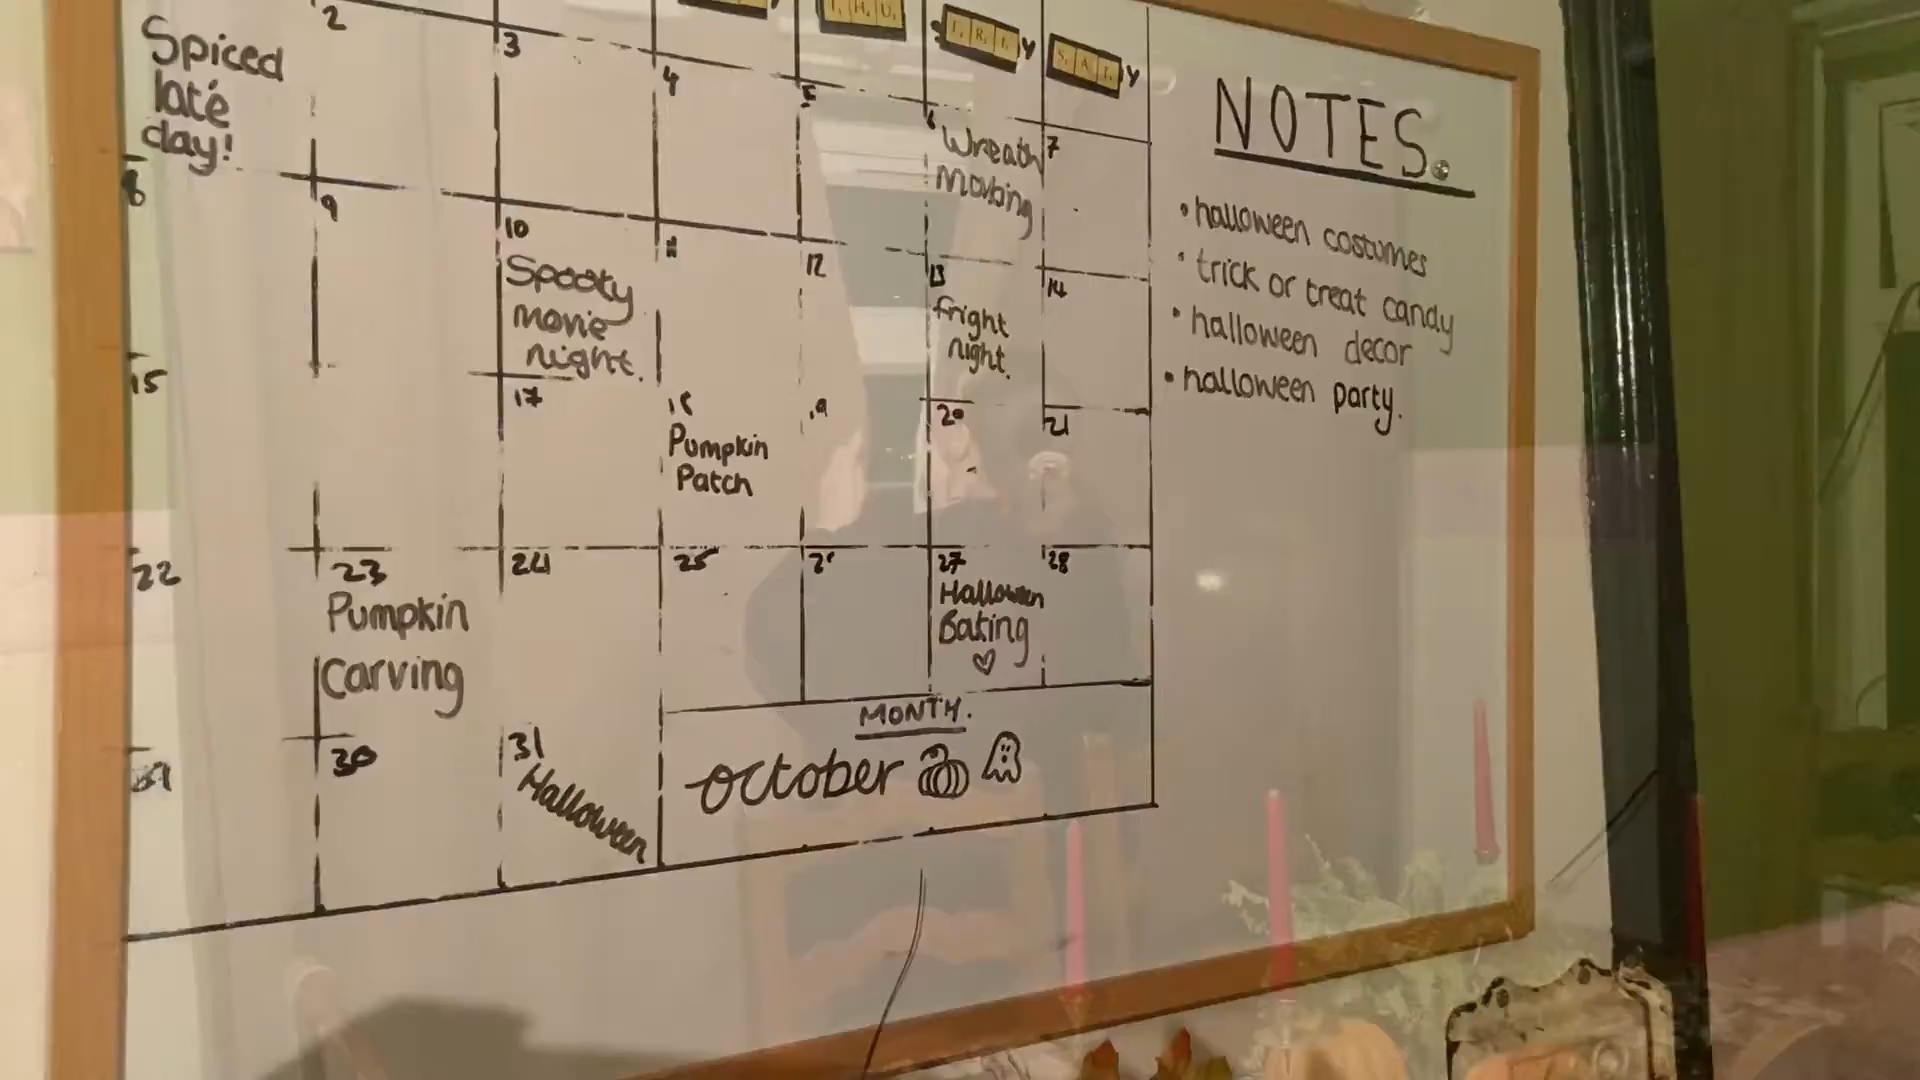 T H U
F R I Y
S A T Y
2
3
4
5
6
7
Spiced
laté
day!
Wreath
making
8
9
10
11
12
13
14
Spooky
movie
night.
fright
night.
15
17
18
19
20
21
Pumpkin
Patch
22
23
24
25
27
28
Pumpkin
Carving
Halloween
Baking
29
30
31
Halloween
MONTH.
october
NOTES.
• halloween costumes
• trick or treat candy
• halloween decor
• halloween party.